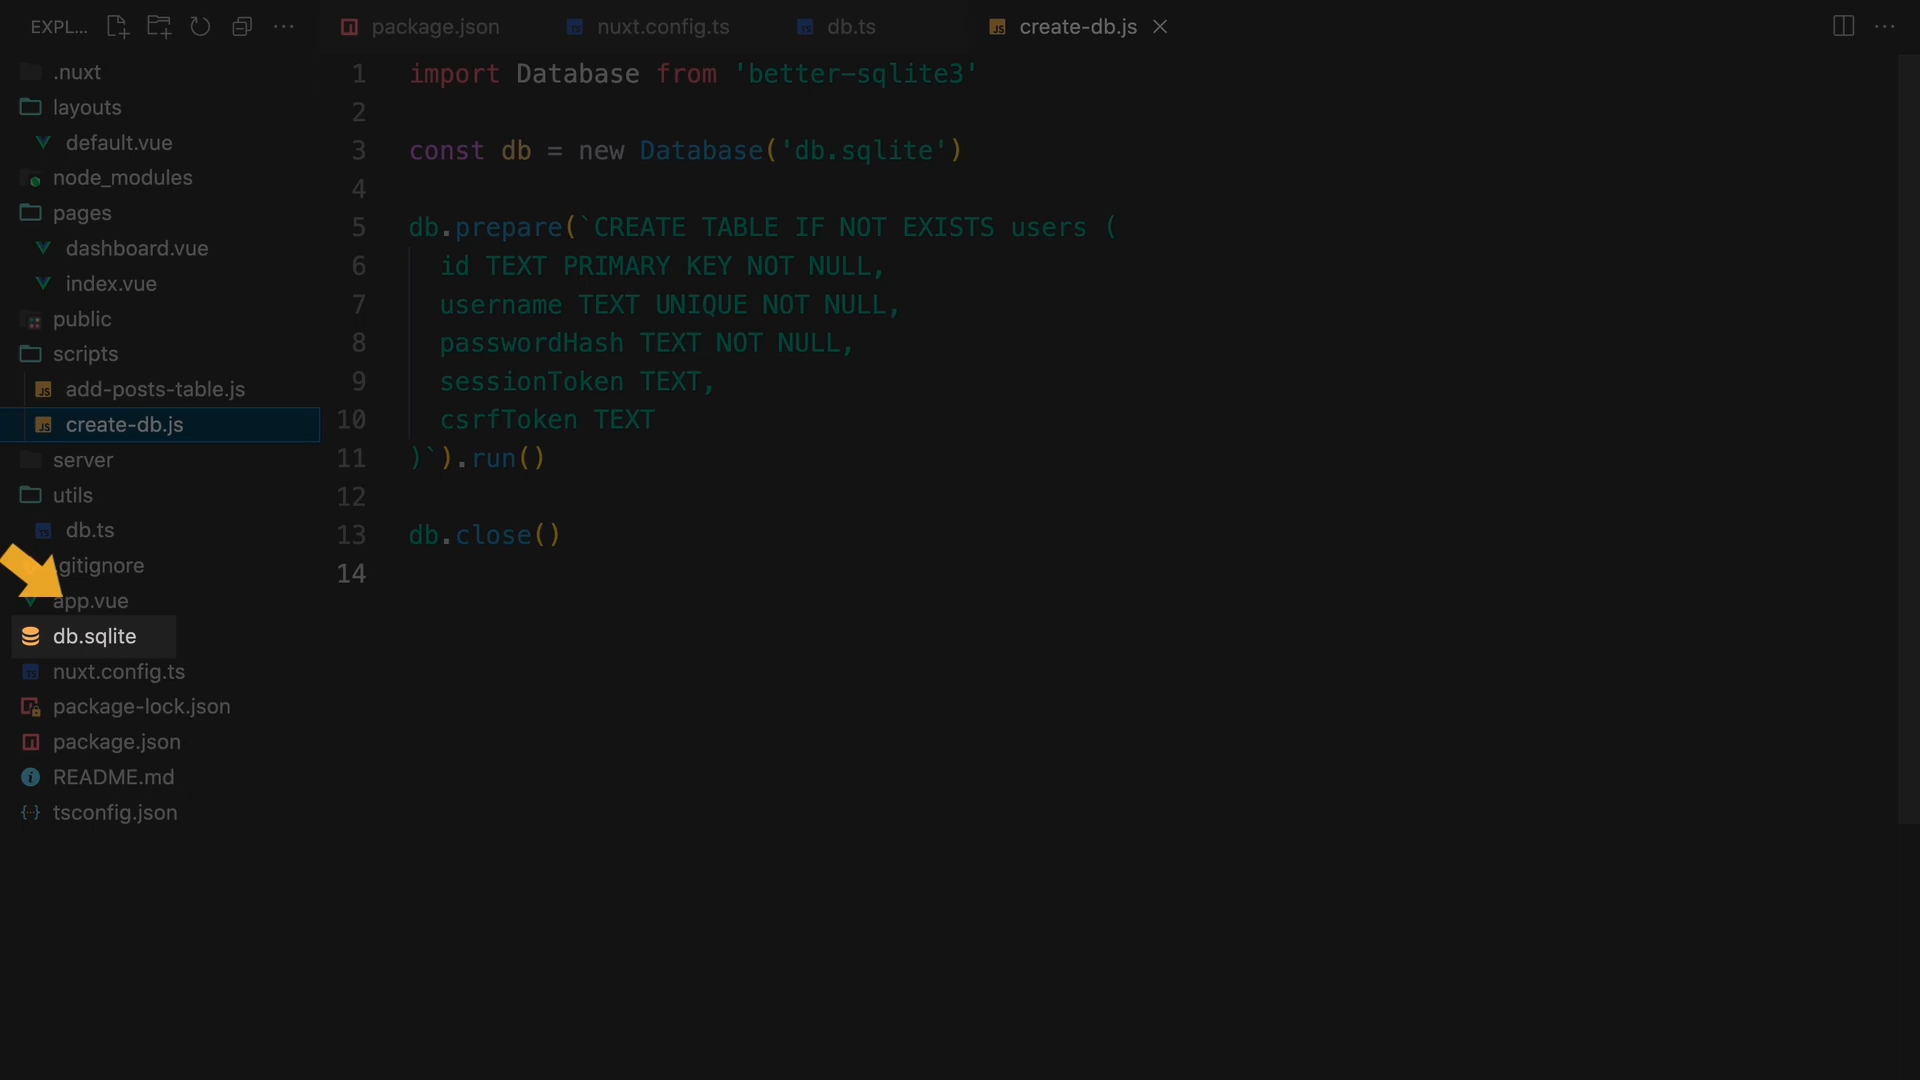 EXPL...
package.json
nuxt.config.ts
db.ts
create-db.js
.nuxt
layouts
default.vue
node_modules
pages
dashboard.vue
index.vue
public
scripts
add-posts-table.js
create-db.js
server
utils
db.ts
.gitignore
app.vue
db.sqlite
nuxt.config.ts
package-lock.json
package.json
README.md
tsconfig.json
1 import Database from 'better-sqlite3'
2
3 const db = new Database('db.sqlite')
4
5 db.prepare(`CREATE TABLE IF NOT EXISTS users (
6 id TEXT PRIMARY KEY NOT NULL,
7 username TEXT UNIQUE NOT NULL,
8 passwordHash TEXT NOT NULL,
9 sessionToken TEXT,
10 csrfToken TEXT
11 )`).run()
12
13 db.close()
14